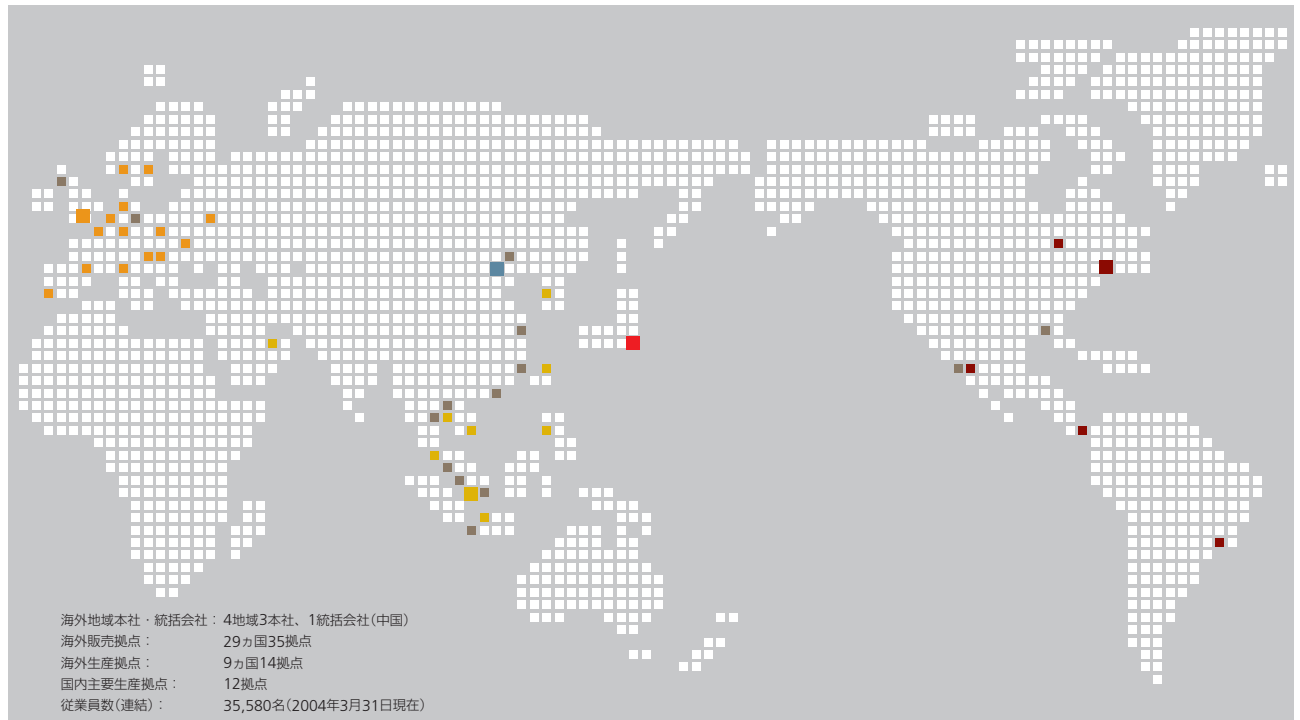 海外地域本社・統括会社： 4地域3本社、1統括会社(中国)
海外販売拠点： 29ヵ国35拠点
海外生産拠点： 9ヵ国14拠点
国内主要生産拠点： 12拠点
従業員数(連結)： 35,580名(2004年3月31日現在)